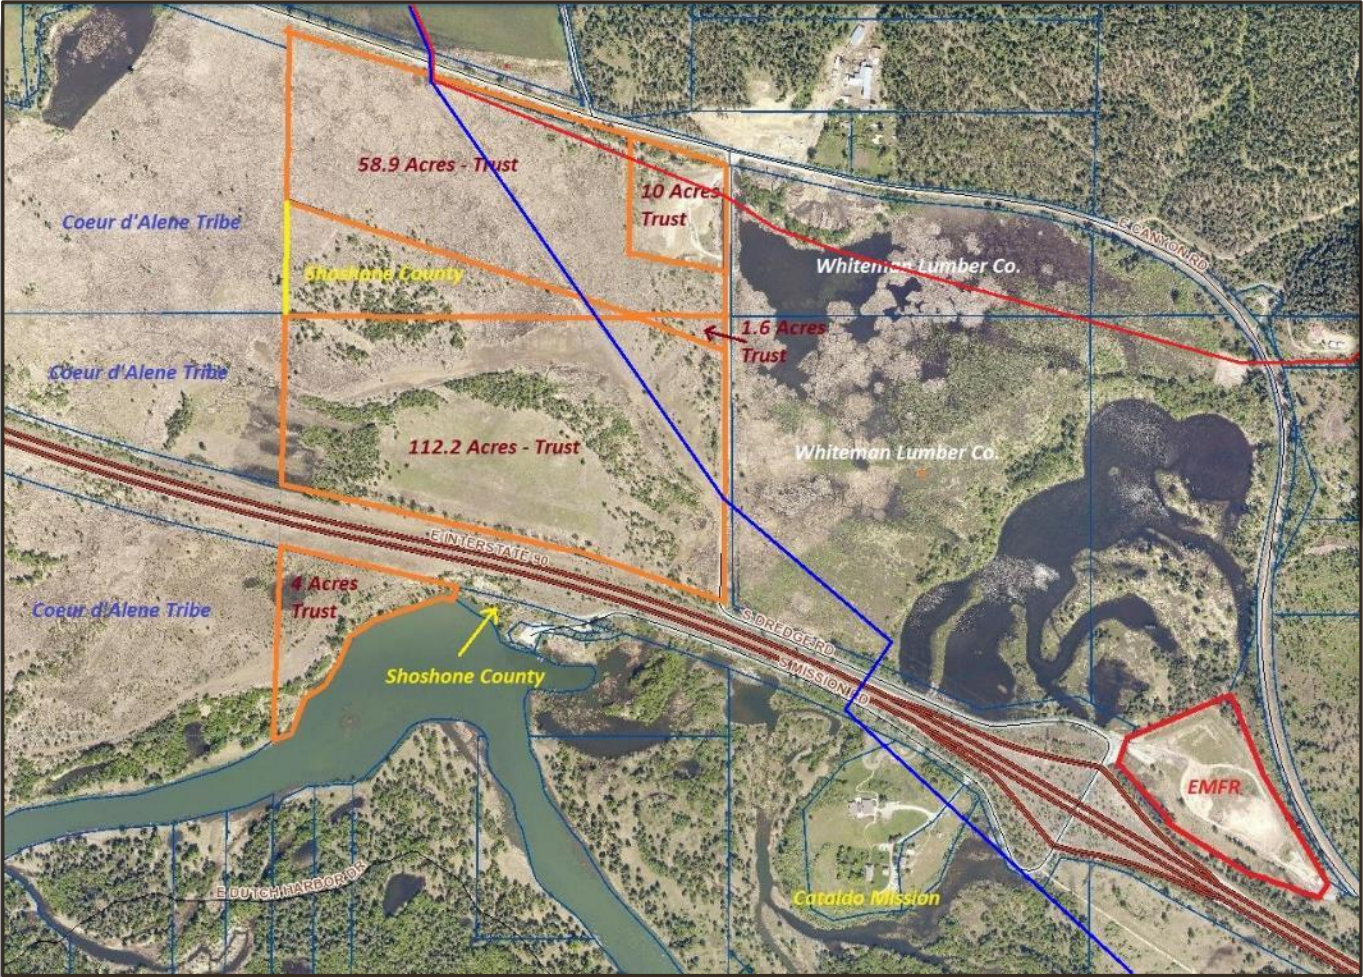 58.9 Acres - Trust
10 Acres
Trust
Coeur d'Alene Tribe
E CANYON RD
Whiteman Lumber Co.
Shoshone County
1.6 Acres
Trust
Coeur d'Alene Tribe
112.2 Acres - Trust
Whiteman Lumber Co.
E INTERSTATE 90
4 Acres
Trust
Coeur d'Alene Tribe
S DREDGE RD
S MISSION RD
Shoshone County
EMFR
E DUTCH HARBOR DR
Cataldo Mission